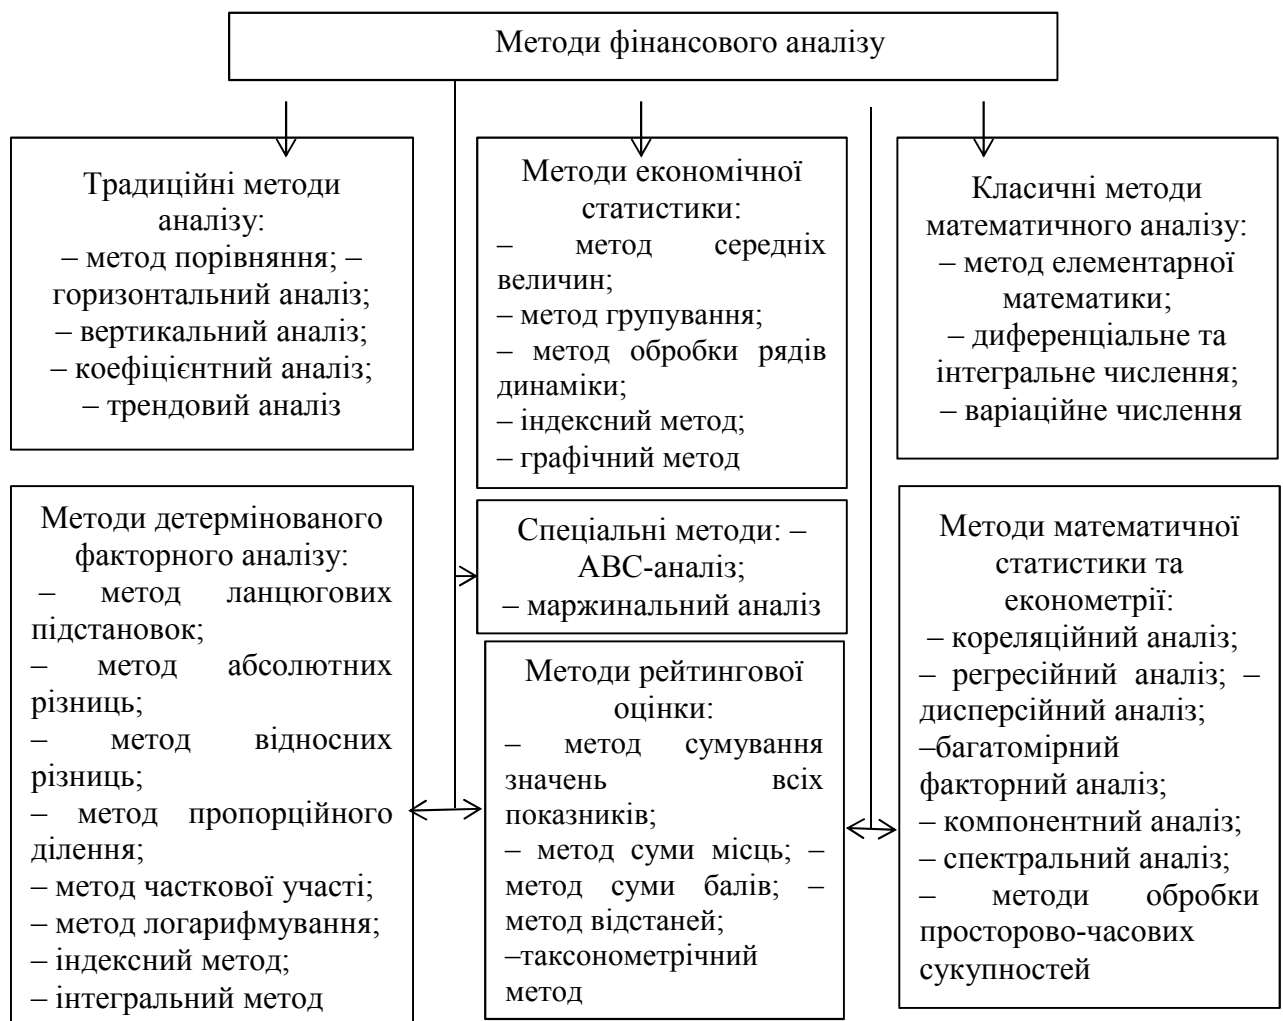 Методи фінансового аналізу
Традиційні методи
аналізу:
– метод порівняння; –
горизонтальний аналіз;
– вертикальний аналіз;
– коефіцієнтний аналіз;
– трендовий аналіз
Методи економічної
статистики:
– метод середніх
величин;
– метод групування;
– метод обробки рядів
динаміки;
– індексний метод;
– графічний метод
Класичні методи
математичного аналізу:
– метод елементарної
математики;
– диференціальне та
інтегральне числення;
– варіаційне числення
Методи детермінованого
факторного аналізу:
– метод ланцюгових
підстановок;
– метод абсолютних
різниць;
– метод відносних
різниць;
– метод пропорційного
ділення;
– метод часткової участі;
– метод логарифмування;
– індексний метод;
– інтегральний метод
Спеціальні методи: –
АВС-аналіз;
– маржинальний аналіз
Методи рейтингової
оцінки:
– метод сумування
значень всіх
показників;
– метод суми місць; –
метод суми балів; –
метод відстаней;
–таксонометрічний
метод
Методи математичної
статистики та
економетрії:
– кореляційний аналіз;
– регресійний аналіз; –
дисперсійний аналіз;
–багатомірний
факторний аналіз;
– компонентний аналіз;
– спектральний аналіз;
– методи обробки
просторово-часових
сукупностей